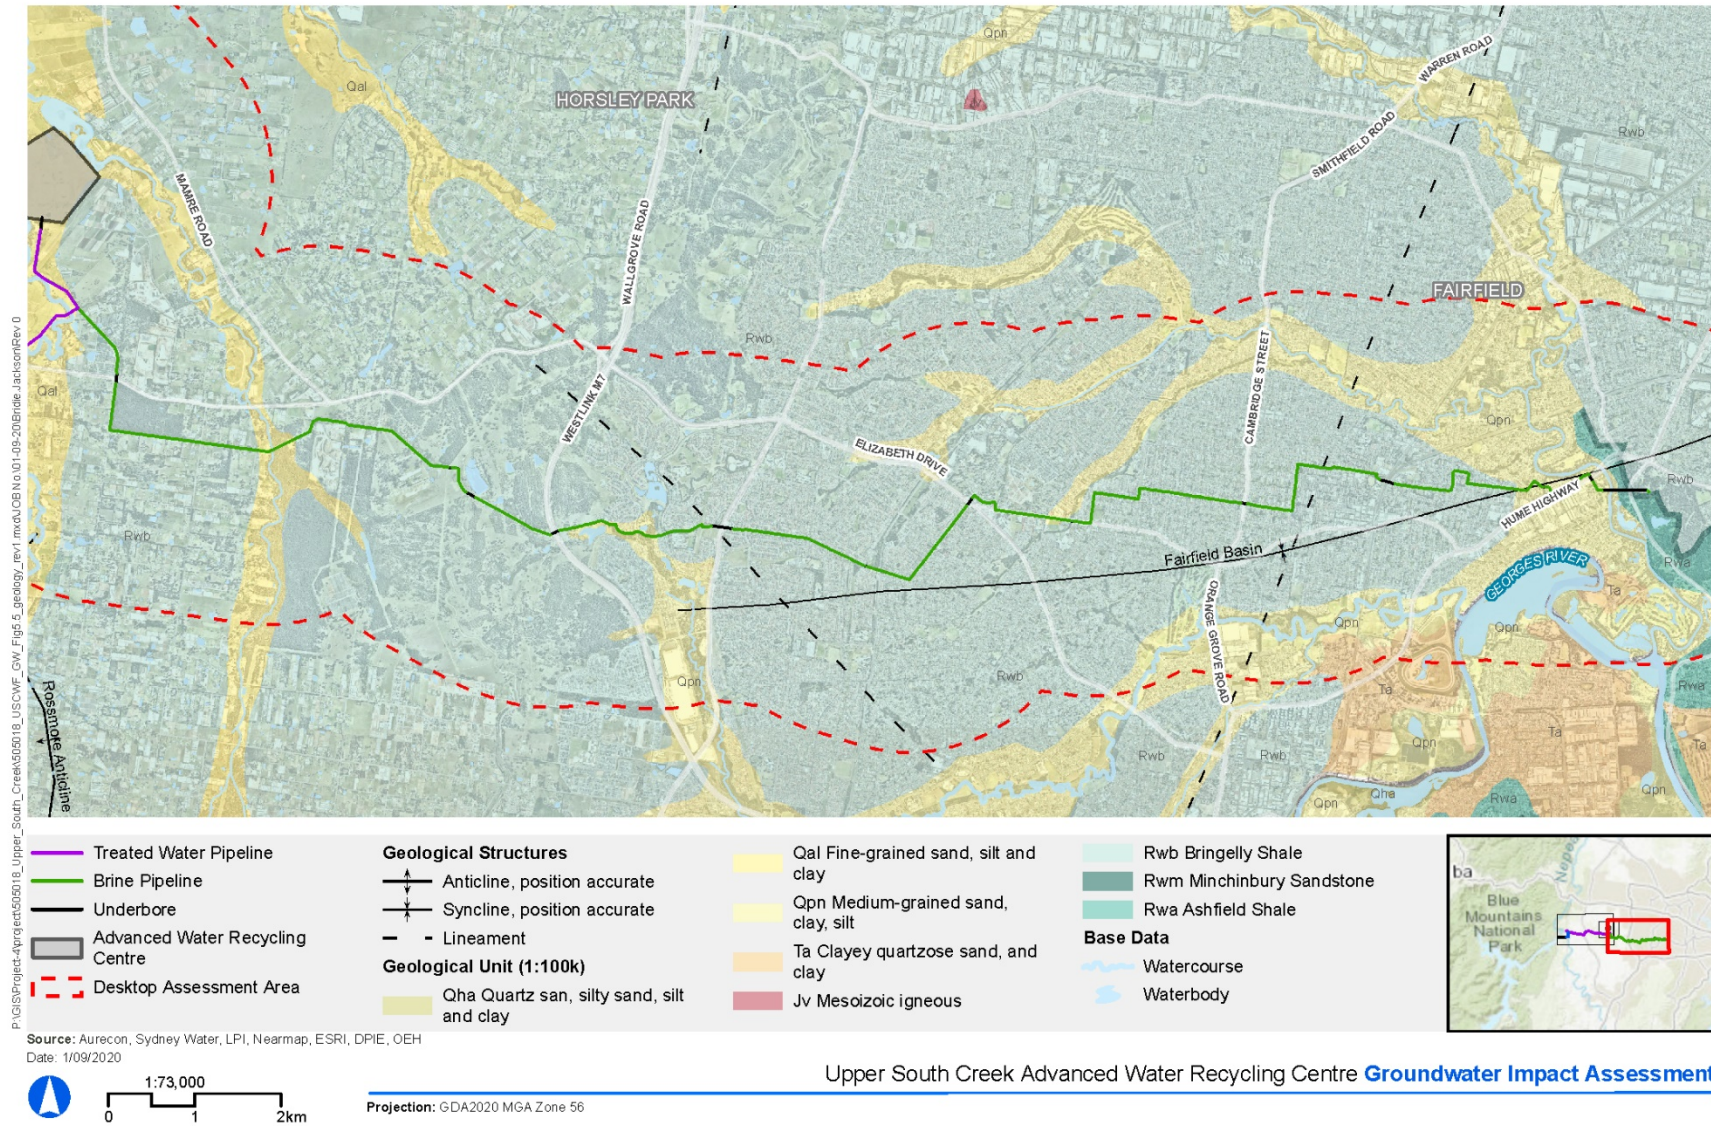 Qpn
WARREN ROAD
Qal
HORSLEY PARK
Jv
SMITHFIELD ROAD
Rwb
MAMRE ROAD
WALLGROVE ROAD
FAIRFIELD
Rwb
CAMBRIDGE STREET
Qal
WESTLINK M7
Qpn
ELIZABETH DRIVE
Rwb
HUME HIGHWAY
Rwb
Fairfield Basin
GEORGES RIVER
Rwa
Ta
ORANGE GROVE ROAD
Qpn
Qpn
Rossmore Anticline
Qpn
Rwb
Ta
Rwa
Rwb
Rwb
Qpn
Ta
Ta
Qpn
Qha
Rwa
Qpn
Treated Water Pipeline
Brine Pipeline
Underbore
Advanced Water Recycling
Centre
Desktop Assessment Area
Geological Structures
Anticline, position accurate
Syncline, position accurate
Lineament
Geological Unit (1:100k)
Qha Quartz san, silty sand, silt
and clay
Qal Fine-grained sand, silt and
clay
Qpn Medium-grained sand,
clay, silt
Ta Clayey quartzose sand, and
clay
Jv Mesoizoic igneous
Rwb Bringelly Shale
Rwm Minchinbury Sandstone
Rwa Ashfield Shale
Base Data
Watercourse
Waterbody
ba
Blue
Mountains
National
Park
Source: Aurecon, Sydney Water, LPI, Nearmap, ESRI, DPIE, OEH
Date: 1/09/2020
1:73,000
0 1 2km
Projection: GDA2020 MGA Zone 56
Upper South Creek Advanced Water Recycling Centre Groundwater Impact Assessment